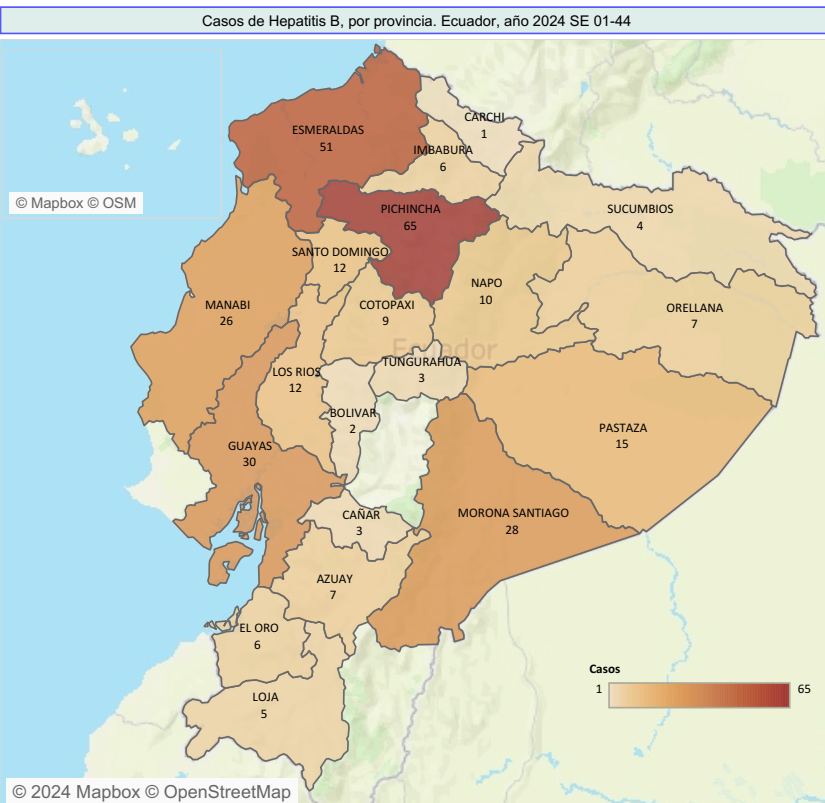 Casos de Hepatitis B, por provincia. Ecuador, año 2024 SE 01-44
CARCHI
1
ESMERALDAS
51
IMBABURA
6
© Mapbox © OSM
PICHINCHA
65
SUCUMBIOS
4
SANTO DOMINGO
12
NAPO
10
MANABI
26
COTOPAXI
9
ORELLANA
7
Ecuador
TUNGURAHUA
3
LOS RIOS
12
BOLIVAR
2
PASTAZA
15
GUAYAS
30
CAÑAR
3
MORONA SANTIAGO
28
AZUAY
7
EL ORO
6
LOJA
5
Casos
1 65
© 2024 Mapbox © OpenStreetMap